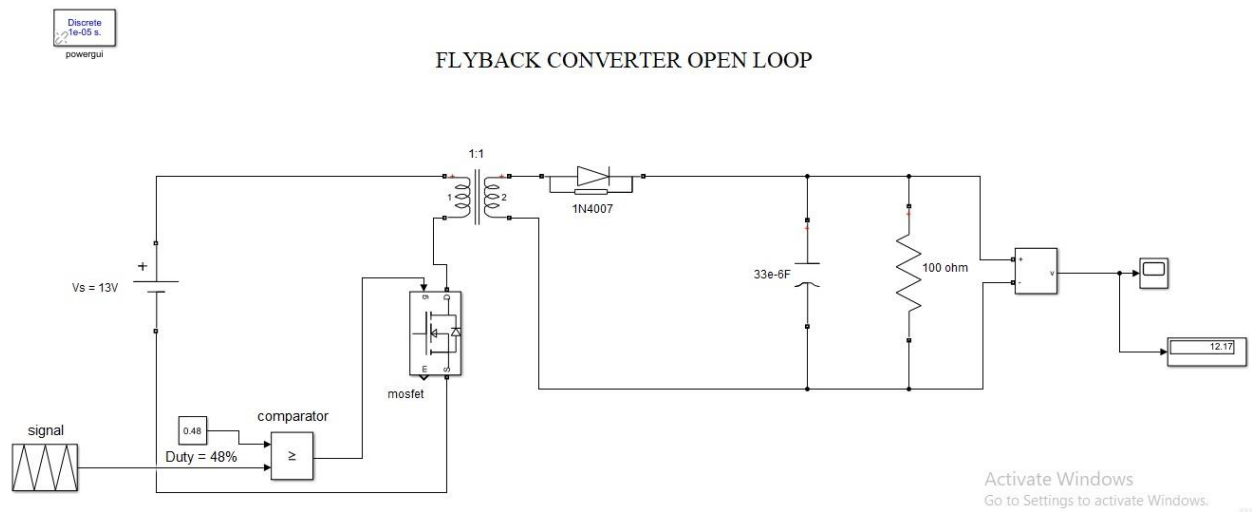 Discrete
1e-05 s.
powergui
FLYBACK CONVERTER OPEN LOOP
1:1
1
2
1N4007
+
Vs = 13V
33e-6F
100 ohm
+
-
v
12.17
g
D
m
S
mosfet
signal
comparator
0.48
≥
Duty = 48%
Activate Windows
Go to Settings to activate Windows.